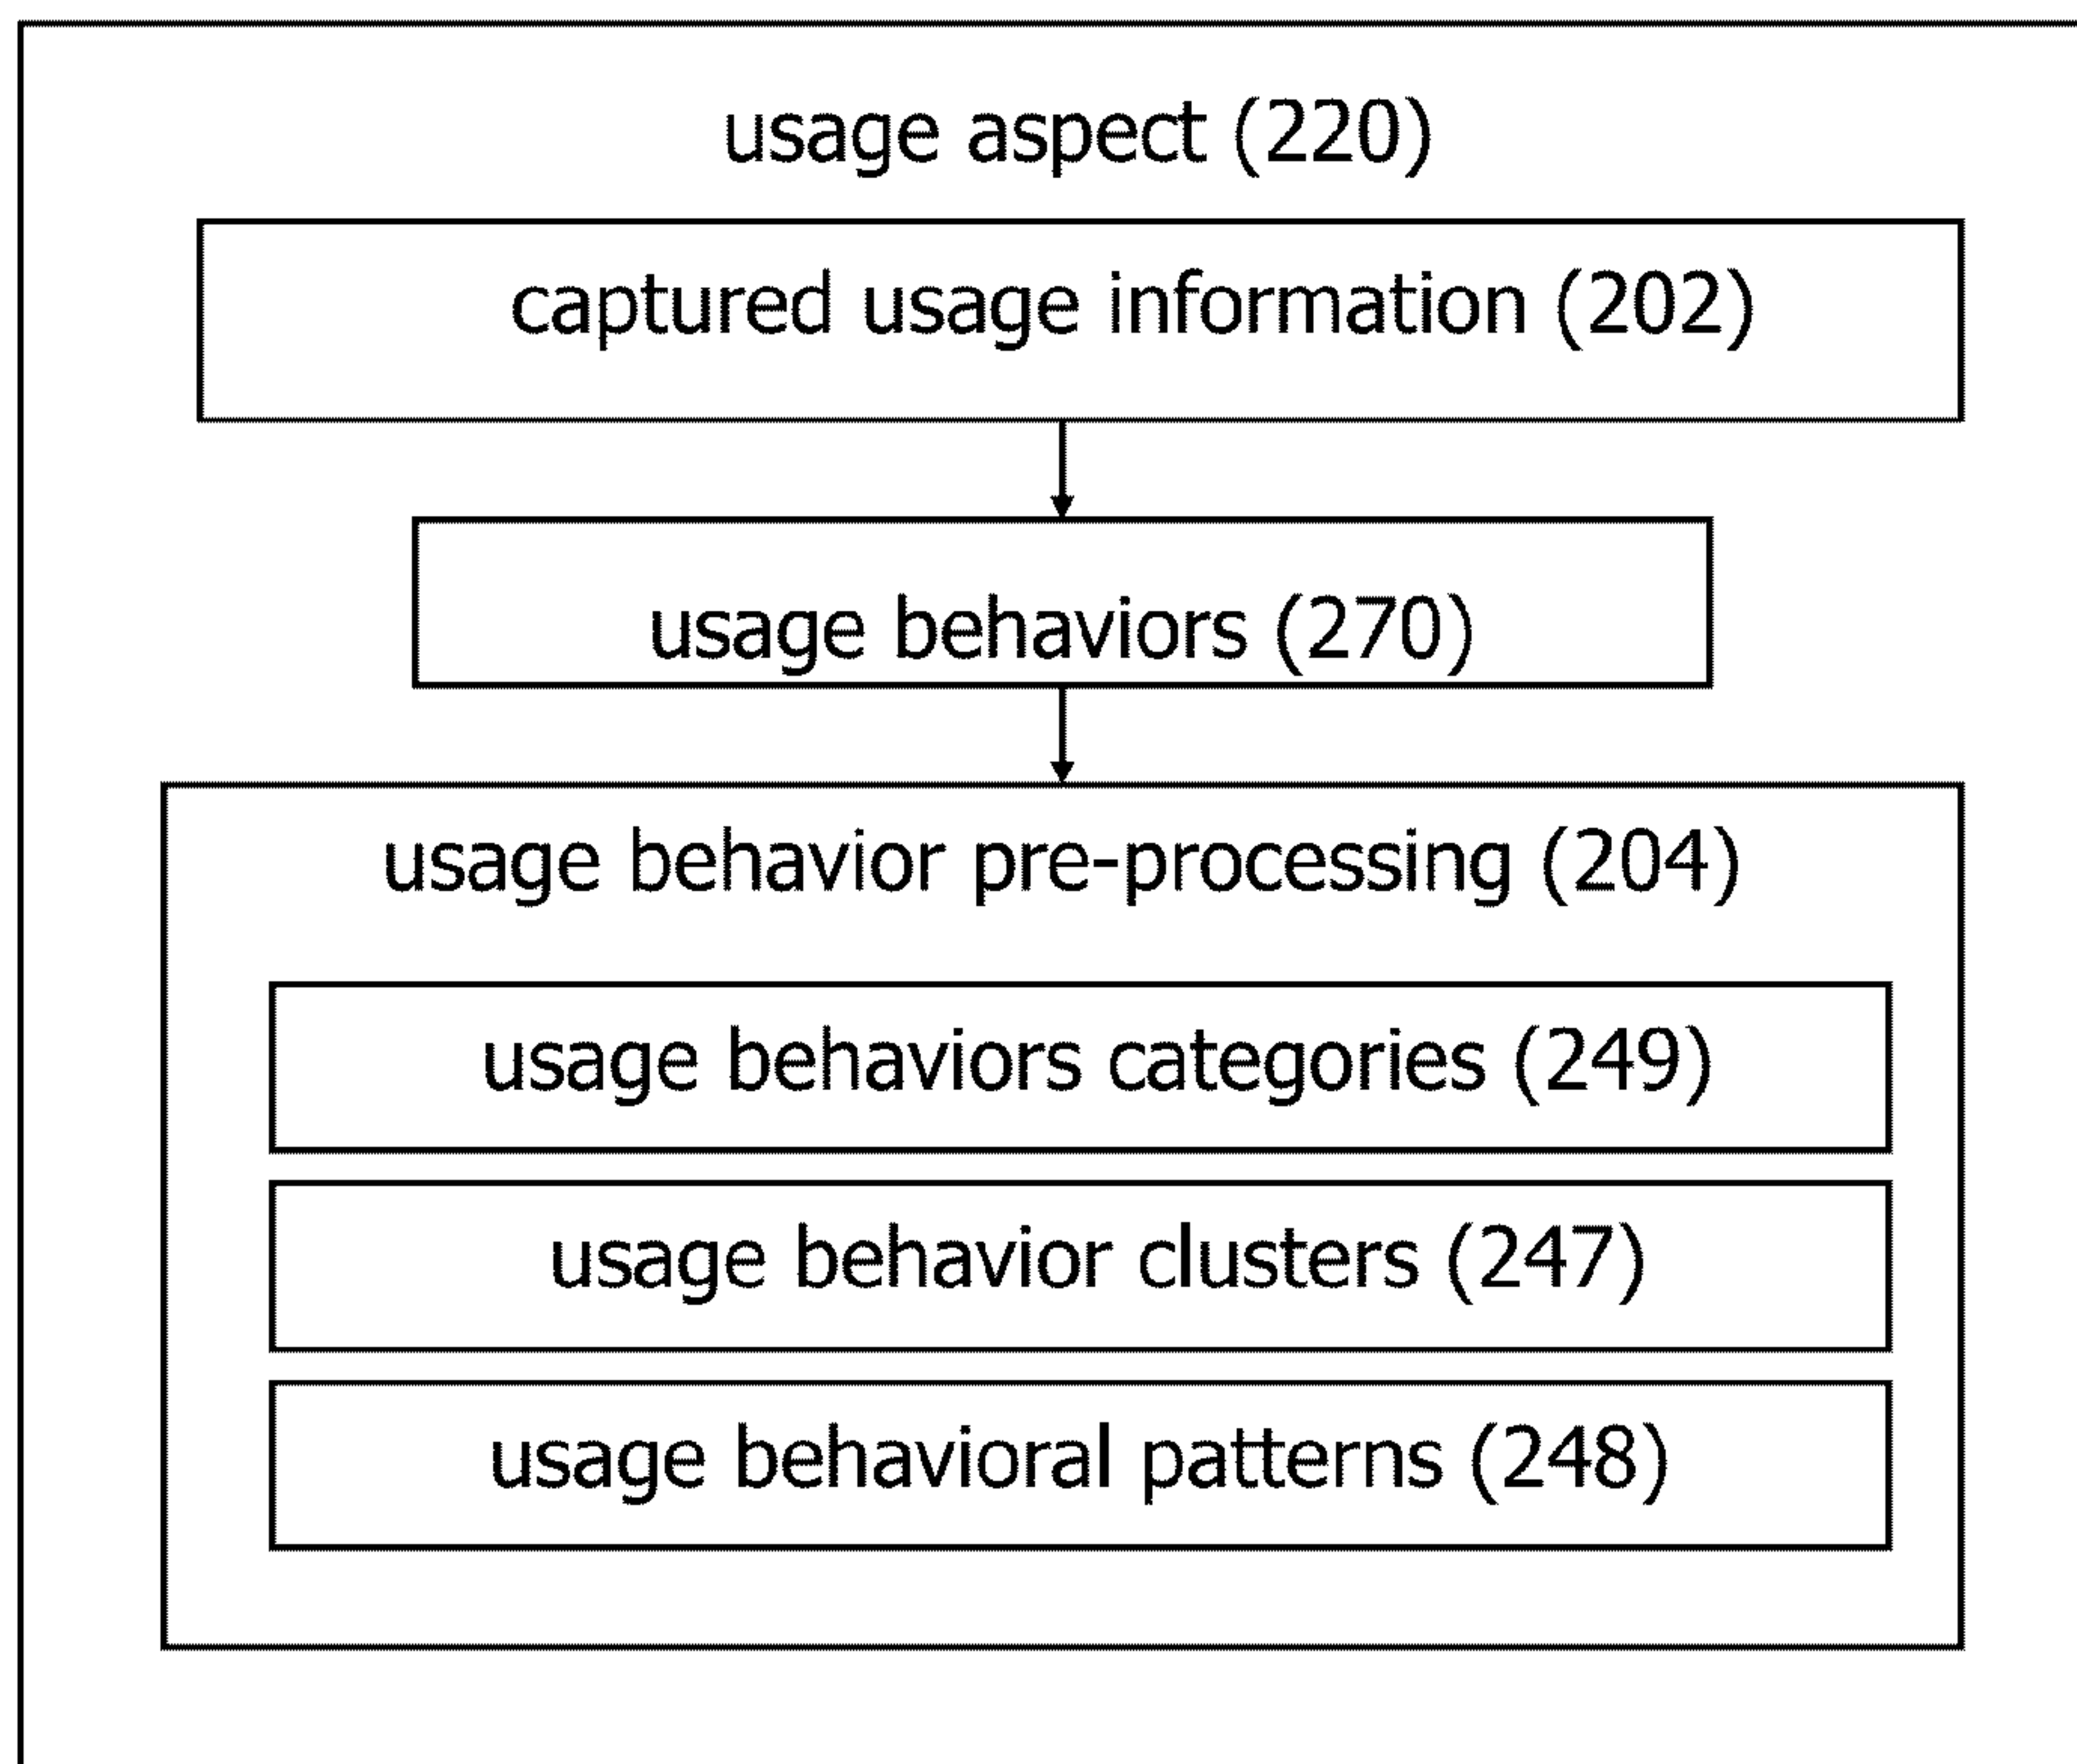 usage aspect (220)
captured usage information (202)
usage behaviors (270)
usage behavior pre-processing (204)
usage behaviors categories (249)
usage behavior clusters (247)
usage behavioral patterns (248)